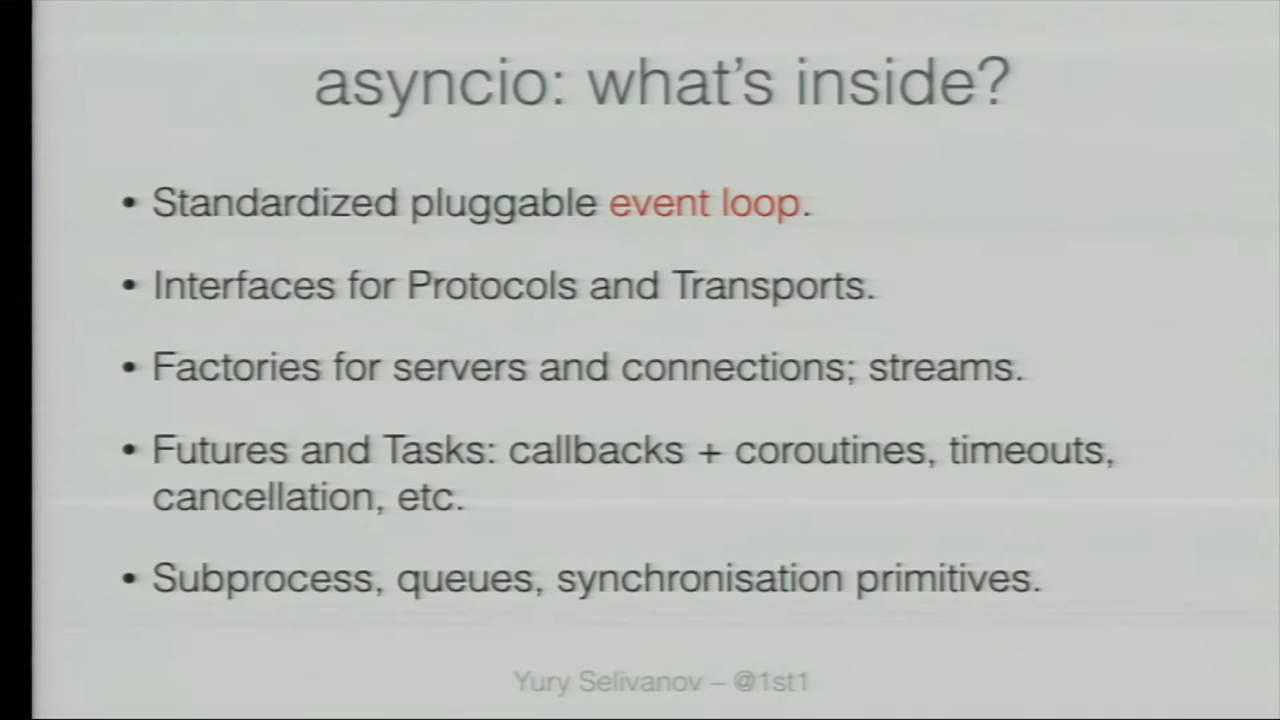 asyncio: what's inside?
• Standardized pluggable event loop.
• Interfaces for Protocols and Transports.
• Factories for servers and connections; streams.
• Futures and Tasks: callbacks + coroutines, timeouts,
cancellation, etc.
• Subprocess, queues, synchronisation primitives.
Yury Selivanov – @1st1